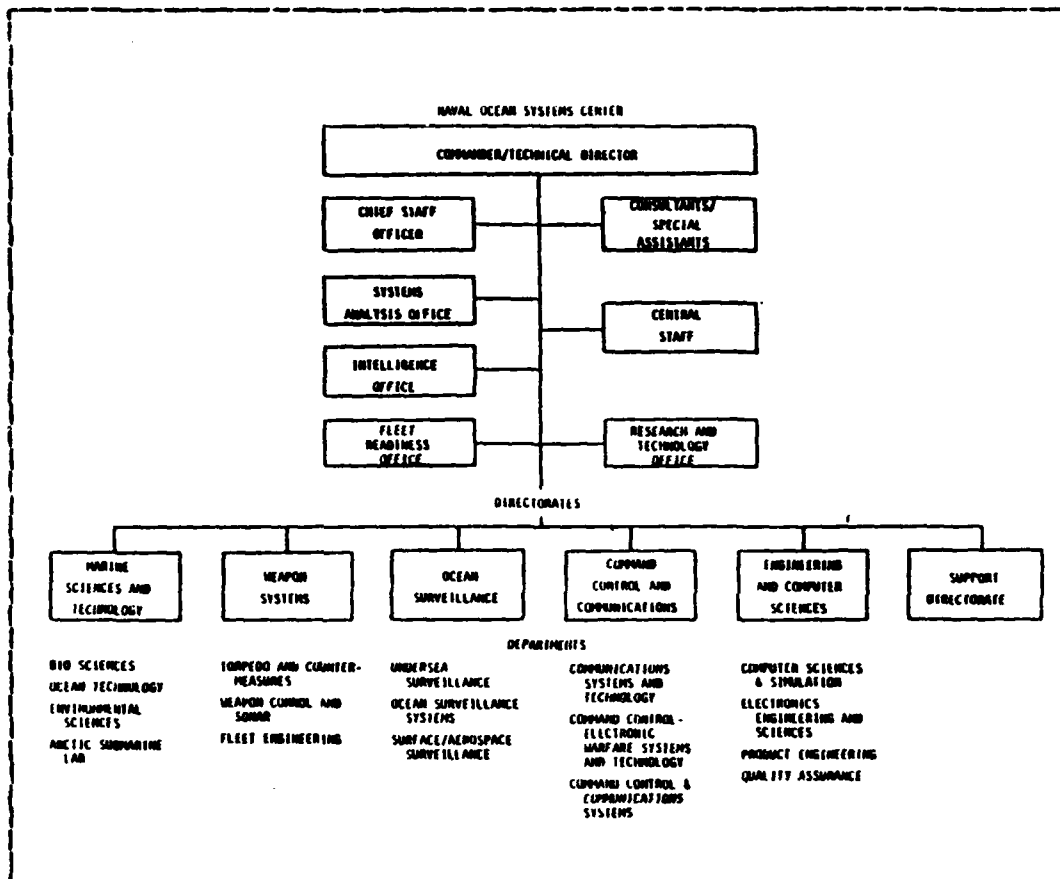 NAVAL OCEAN SYSTEMS CENTER
COMMANDER/TECHNICAL DIRECTOR
CHIEF STAFF
OFFICER
CONSULTANTS/
SPECIAL
ASSISTANTS
SYSTEMS
ANALYSIS OFFICE
CENTRAL
STAFF
INTELLIGENCE
OFFICE
FLEET
READINESS
OFFICE
RESEARCH AND
TECHNOLOGY
OFFICE
DIRECTORATES
MARINE
SCIENCES AND
TECHNOLOGY
WEAPON
SYSTEMS
OCEAN
SURVEILLANCE
COMMAND
CONTROL AND
COMMUNICATIONS
ENGINEERING
AND COMPUTER
SCIENCES
SUPPORT
DIRECTORATE
DEPARTMENTS
BIO SCIENCES
OCEAN TECHNOLOGY
ENVIRONMENTAL
SCIENCES
ARCTIC SUBMARINE
LAB
TORPEDO AND COUNTER-
MEASURES
WEAPON CONTROL AND
SONAR
FLEET ENGINEERING
UNDERSEA
SURVEILLANCE
OCEAN SURVEILLANCE
SYSTEMS
SURFACE/AEROSPACE
SURVEILLANCE
COMMUNICATIONS
SYSTEMS AND
TECHNOLOGY
COMMAND CONTROL-
ELECTRONIC
WARFARE SYSTEMS
AND TECHNOLOGY
COMMAND CONTROL &
COMMUNICATIONS
SYSTEMS
COMPUTER SCIENCES
& SIMULATION
ELECTRONICS
ENGINEERING AND
SCIENCES
PRODUCT ENGINEERING
QUALITY ASSURANCE